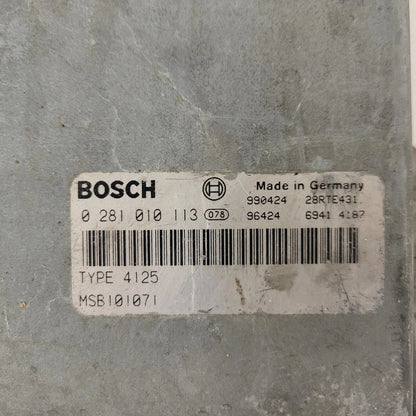 BOSCH Made in Germany
990424 28RTE431
0 281 010 113 078 96424 6941 4187
TYPE 4125
MSB101071